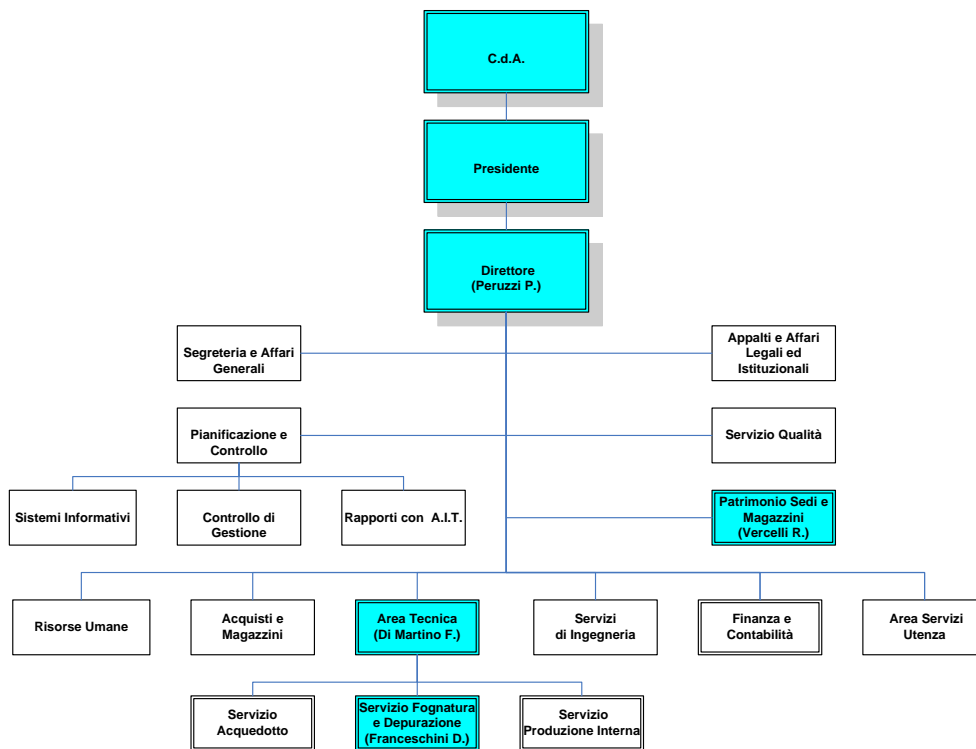 C.d.A.
Presidente
Direttore
(Peruzzi P.)
Segreteria e Affari
Generali
Appalti e Affari
Legali ed
Istituzionali
Pianificazione e
Controllo
Servizio Qualità
Sistemi Informativi
Controllo di
Gestione
Rapporti con A.I.T.
Patrimonio Sedi e
Magazzini
(Vercelli R.)
Risorse Umane
Acquisti e
Magazzini
Area Tecnica
(Di Martino F.)
Servizi
di Ingegneria
Finanza e
Contabilità
Area Servizi
Utenza
Servizio
Acquedotto
Servizio Fognatura
e Depurazione
(Franceschini D.)
Servizio
Produzione Interna